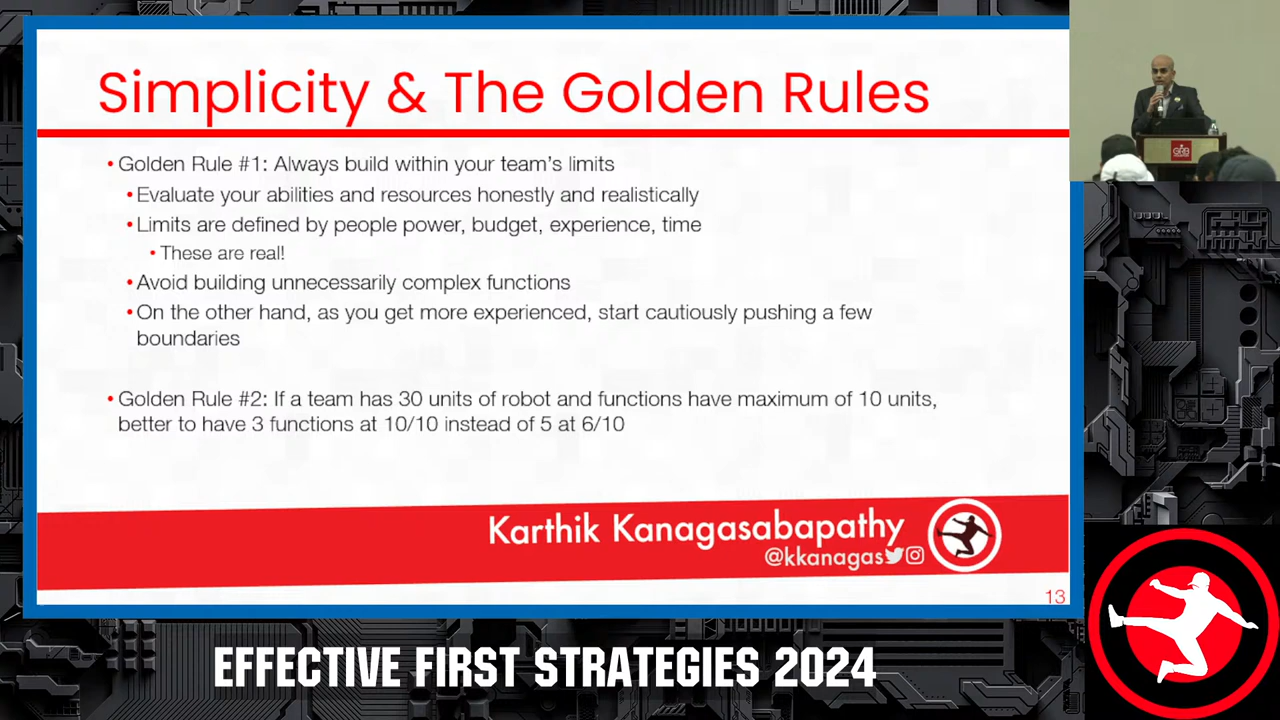 Simplicity & The Golden Rules
• Golden Rule #1: Always build within your team's limits
• Evaluate your abilities and resources honestly and realistically
• Limits are defined by people power, budget, experience, time
• These are real!
• Avoid building unnecessarily complex functions
• On the other hand, as you get more experienced, start cautiously pushing a few
boundaries
• Golden Rule #2: If a team has 30 units of robot and functions have maximum of 10 units,
better to have 3 functions at 10/10 instead of 5 at 6/10
Karthik Kanagasabapathy
@kkanagas
13
EFFECTIVE FIRST STRATEGIES 2024